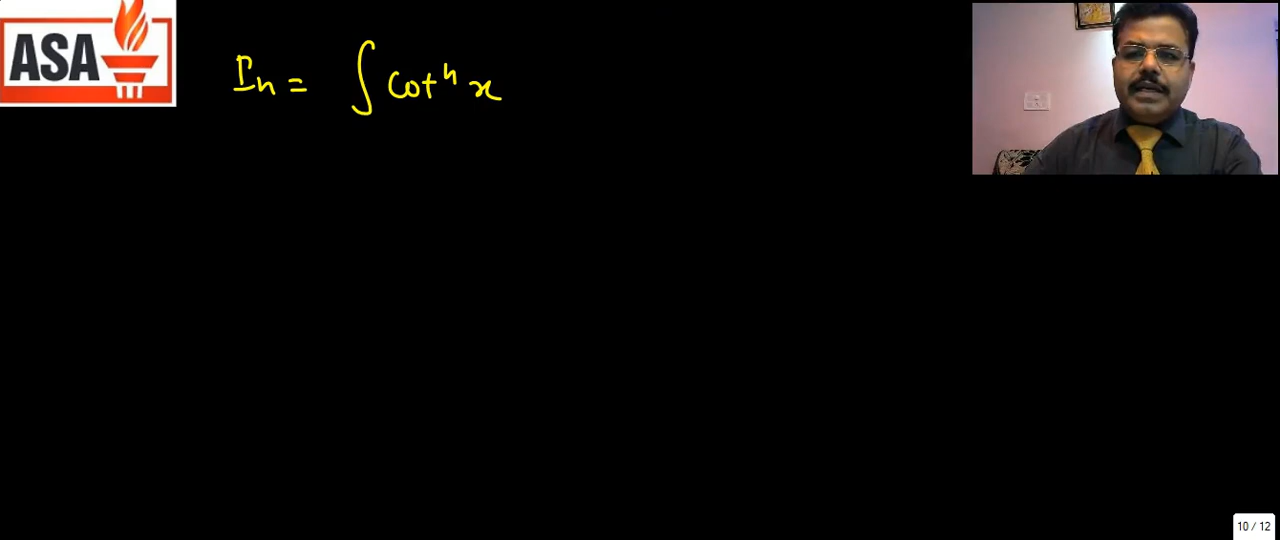 ASA
In = ∫ cotⁿ x
10 / 12